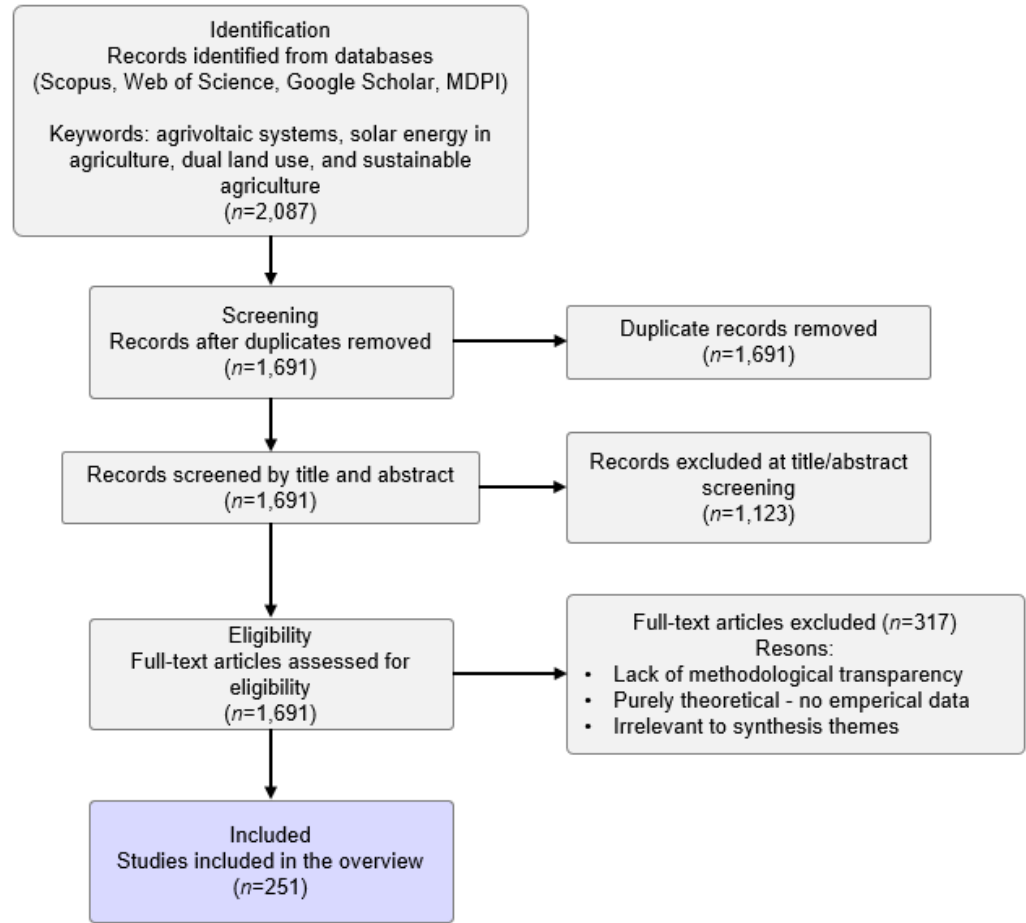 Identification
Records identified from databases
(Scopus, Web of Science, Google Scholar, MDPI)
Keywords: agrivoltaic systems, solar energy in
agriculture, dual land use, and sustainable
agriculture
(n=2,087)
Screening
Records after duplicates removed
(n=1,691)
Duplicate records removed
(n=1,691)
Records screened by title and abstract
(n=1,691)
Records excluded at title/abstract
screening
(n=1,123)
Eligibility
Full-text articles assessed for
eligibility
(n=1,691)
Full-text articles excluded (n=317)
Resons:
• Lack of methodological transparency
• Purely theoretical - no emperical data
• Irrelevant to synthesis themes
Included
Studies included in the overview
(n=251)